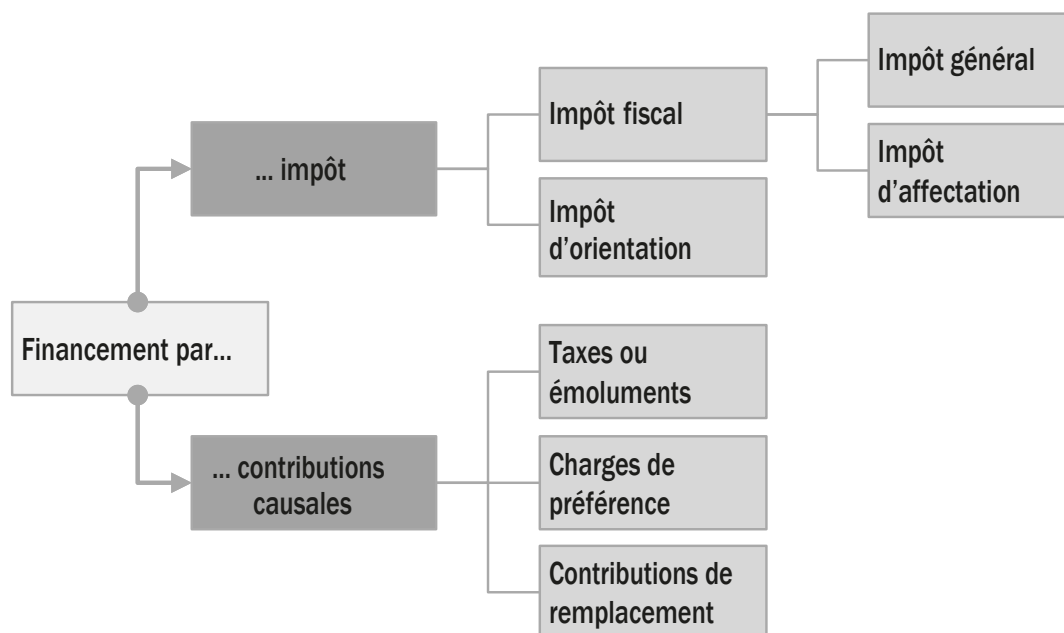 Impôt général
Impôt fiscal
... impôt
Impôt
d'affectation
Impôt
d'orientation
Financement par...
Taxes ou
émoluments
... contributions
causales
Charges de
préférence
Contributions de
remplacement